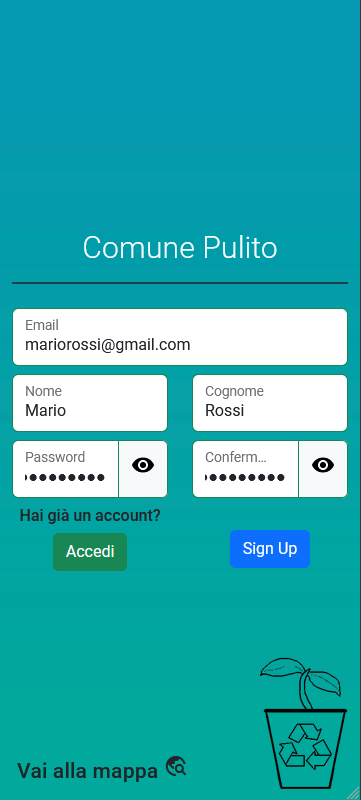 Comune Pulito
Email
mariorossi@gmail.com
Nome
Mario
Cognome
Rossi
Password
•••••••••
Conferm...
•••••••••
Hai già un account?
Accedi
Sign Up
Vai alla mappa